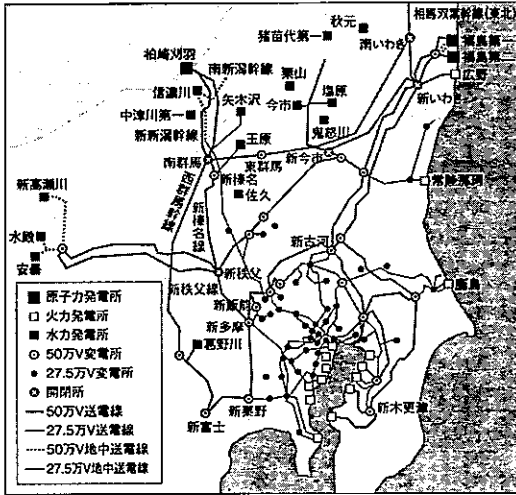 相馬双葉幹線(東北)
秋元
猪苗代第一
南いわき
福島第一
福島第二
広野
新いわき
柏崎刈羽
南新潟幹線
信濃川
矢木沢
中津川第一
新新潟幹線
栗山
塩原
今市
鬼怒川
玉原
南群馬
東群馬
新今市
常陸那珂
新高瀬川
西群馬幹線
新榛名
佐久
新榛名線
水殿
安曇
新古河
新秩父
新秩父線
鹿島
新飯能
新多摩
葛野川
新富士
新秦野
新木更津
原子力発電所
火力発電所
水力発電所
50万V変電所
27.5万V変電所
開閉所
50万V送電線
27.5万V送電線
50万V地中送電線
27.5万V地中送電線